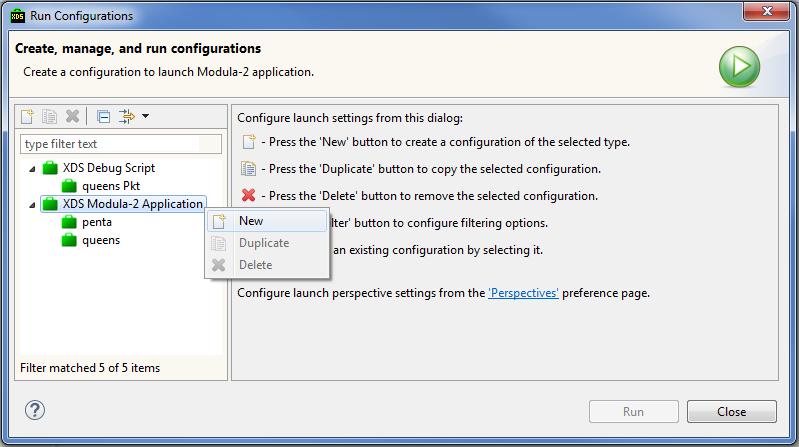 XDS
Run Configurations
Create, manage, and run configurations
Create a configuration to launch Modula-2 application.
type filter text
XDS Debug Script
queens Pkt
XDS Modula-2 Application
penta
queens
New
Duplicate
Delete
Filter matched 5 of 5 items
Configure launch settings from this dialog:
- Press the 'New' button to create a configuration of the selected type.
- Press the 'Duplicate' button to copy the selected configuration.
- Press the 'Delete' button to remove the selected configuration.
lter' button to configure filtering options.
an existing configuration by selecting it.
Configure launch perspective settings from the 'Perspectives' preference page.
Run
Close